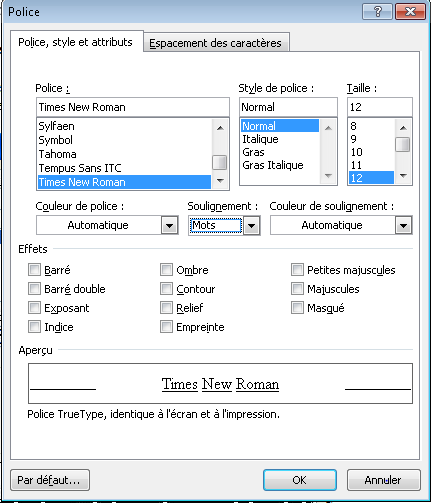 Police
Police, style et attributs
Espacement des caractères
Police :
Style de police :
Taille :
Times New Roman
Normal
12
Sylfaen
Symbol
Tahoma
Tempus Sans ITC
Times New Roman
Normal
Italique
Gras
Gras Italique
8
9
10
11
12
Couleur de police :
Soulignement :
Couleur de soulignement :
Automatique
Mots
Automatique
Effets
Barré
Ombre
Petites majuscules
Barré double
Contour
Majuscules
Exposant
Relief
Masqué
Indice
Empreinte
Aperçu
Times New Roman
Police TrueType, identique à l'écran et à l'impression.
Par défaut...
OK
Annuler